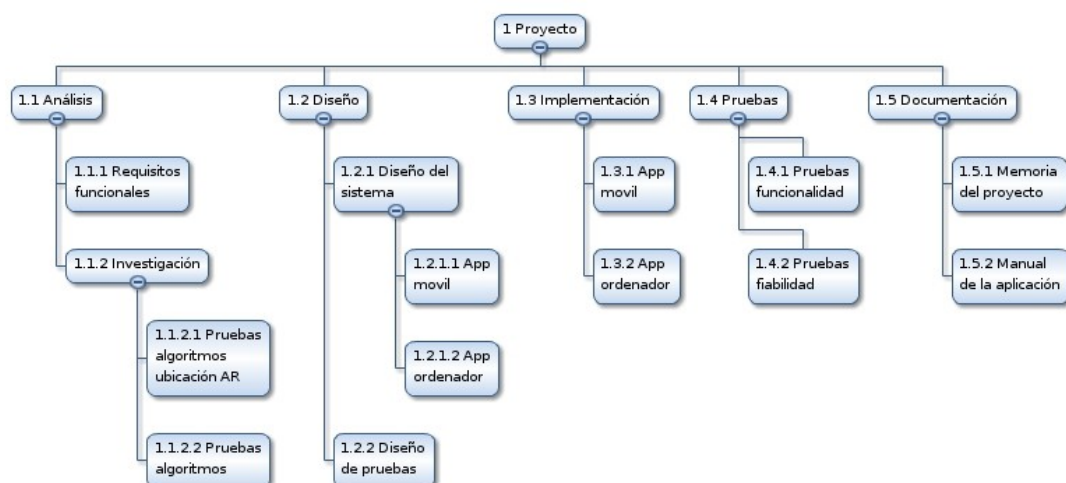 1 Proyecto
1.1 Análisis
1.2 Diseño
1.3 Implementación
1.4 Pruebas
1.5 Documentación
1.1.1 Requisitos
funcionales
1.2.1 Diseño del
sistema
1.3.1 App
movil
1.4.1 Pruebas
funcionalidad
1.5.1 Memoria
del proyecto
1.1.2 Investigación
1.2.1.1 App
movil
1.3.2 App
ordenador
1.4.2 Pruebas
fiabilidad
1.5.2 Manual
de la aplicación
1.1.2.1 Pruebas
algoritmos
ubicación AR
1.2.1.2 App
ordenador
1.1.2.2 Pruebas
algoritmos
1.2.2 Diseño
de pruebas